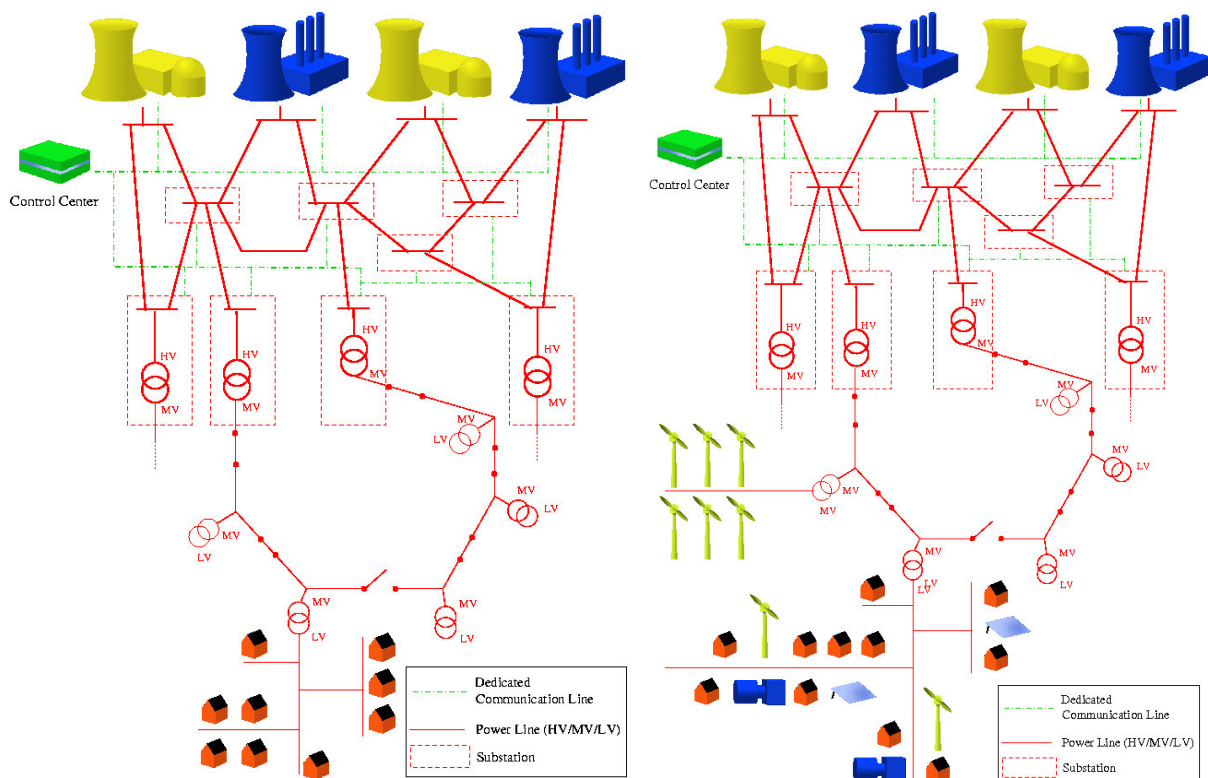 Control Center
HV
MV
HV
MV
HV
MV
HV
MV
MV
LV
MV
LV
MV
LV
MV
LV
MV
LV
Dedicated
Communication Line
Power Line (HV/MV/LV)
Substation
Control Center
HV
MV
HV
MV
HV
MV
HV
MV
MV
LV
MV
LV
MV
MV
MV
LV
MV
LV
LV
Dedicated
Communication Line
Power Line (HV/MV/LV)
Substation